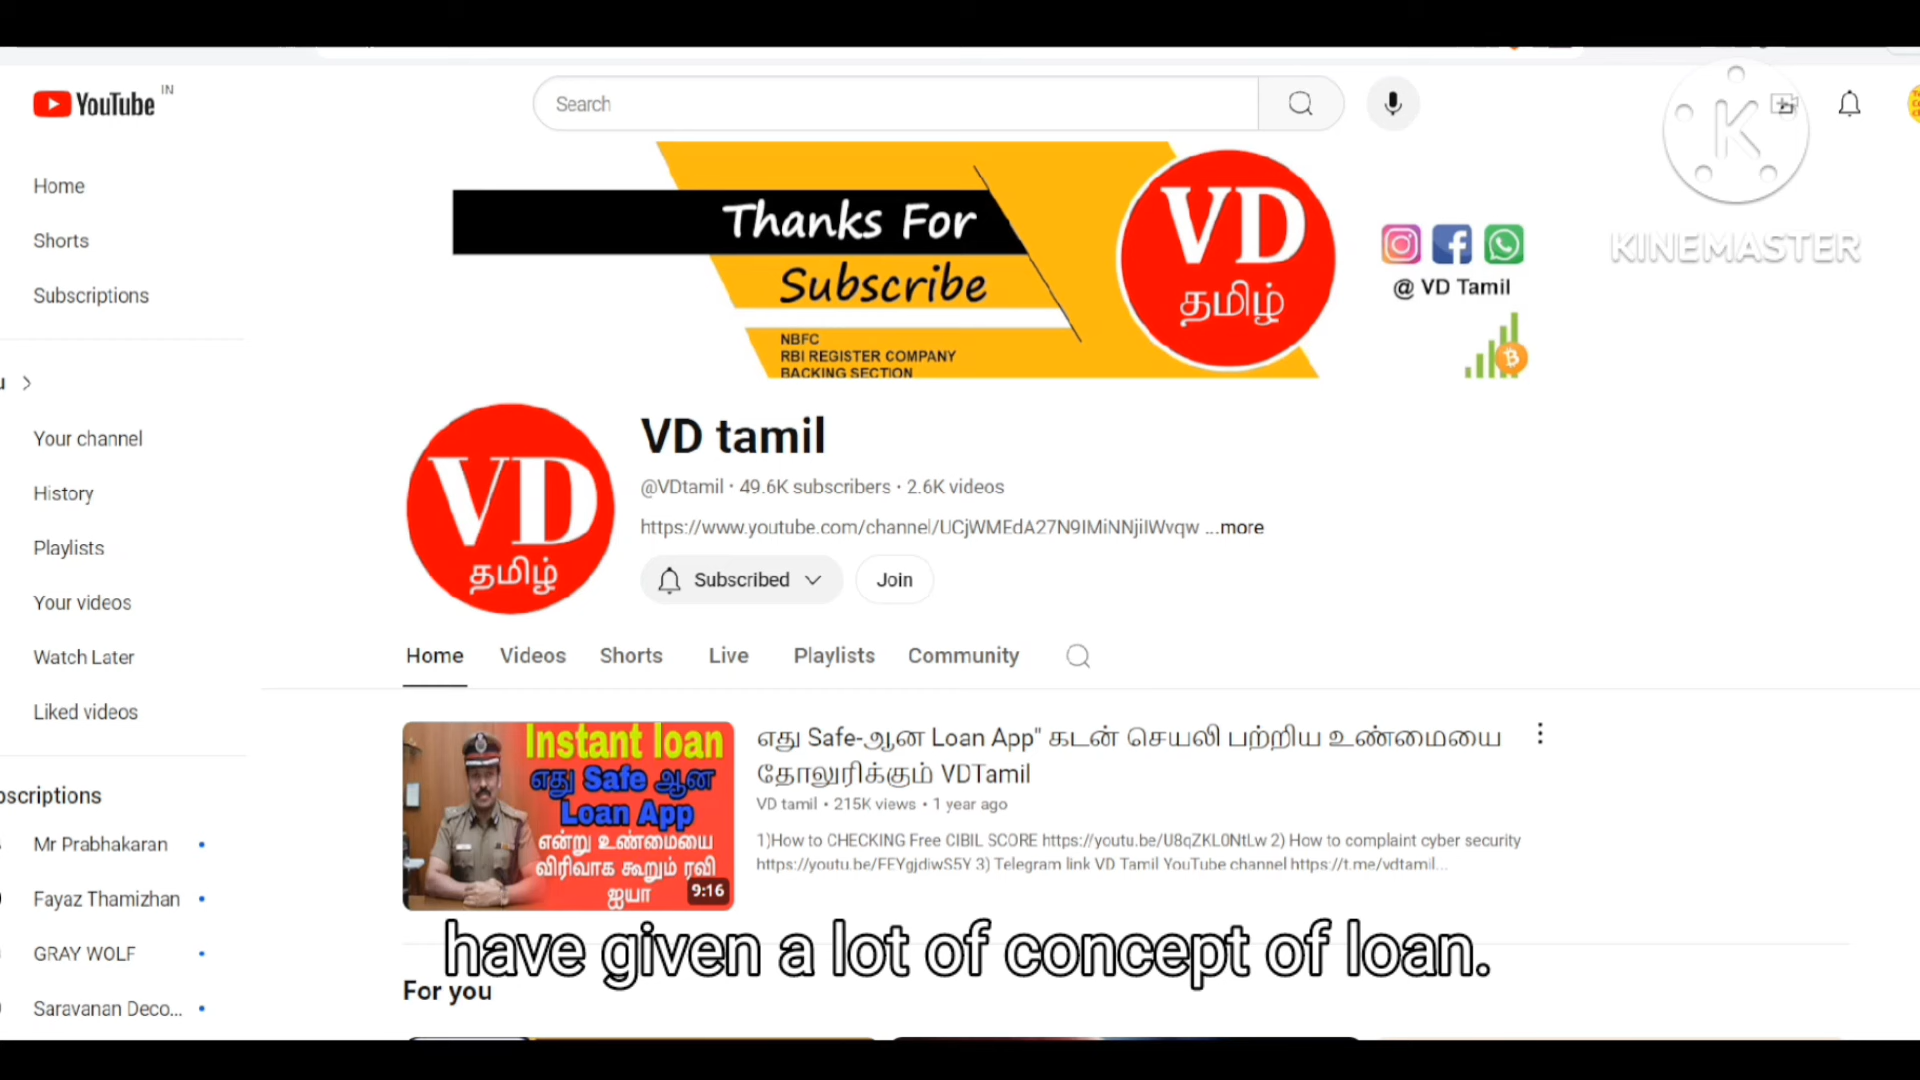 YouTube IN
Search
KINEMASTER
Home
Shorts
Subscriptions
Thanks For
Subscribe
NBFC
RBI REGISTER COMPANY
BACKING SECTION
VD
தமிழ்
@ VD Tamil
Your channel
History
Playlists
Your videos
Watch Later
Liked videos
VD
தமிழ்
VD tamil
@VDtamil • 49.6K subscribers • 2.6K videos
https://www.youtube.com/channel/UCjWMEdA27N9IMiNNjiIWvqw ...more
Subscribed
Join
Home Videos Shorts Live Playlists Community
Mr Prabhakaran
Fayaz Thamizhan
GRAY WOLF
Saravanan Deco...
Instant loan
எது Safe ஆன
Loan App
என்று உண்மையை
விரிவாக கூறும் ரவி
ஐயா
9:16
எது Safe-ஆன Loan App" கடன் செயலி பற்றிய உண்மையை
தோலுரிக்கும் VDTamil
VD tamil • 215K views • 1 year ago
1)How to CHECKING Free CIBIL SCORE https://youtu.be/U8qZKL0NtLw 2) How to complaint cyber security
https://youtu.be/FFYgjdiwS5Y 3) Telegram link VD Tamil YouTube channel https://t.me/vdtamil...
have given a lot of concept of loan.
For you